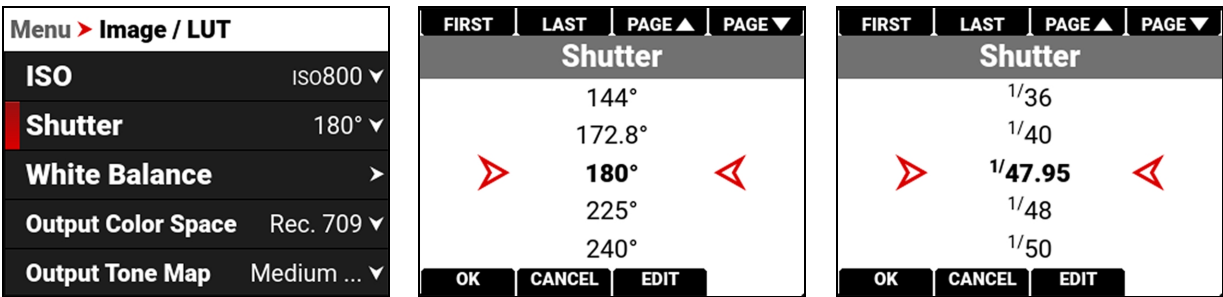 Menu > Image / LUT
ISO ISO800
Shutter 180°
White Balance
Output Color Space Rec. 709
Output Tone Map Medium ...
FIRST LAST PAGE▲ PAGE▼
Shutter
144°
172.8°
180°
225°
240°
OK CANCEL EDIT
FIRST LAST PAGE▲ PAGE▼
Shutter
1/36
1/40
1/47.95
1/48
1/50
OK CANCEL EDIT